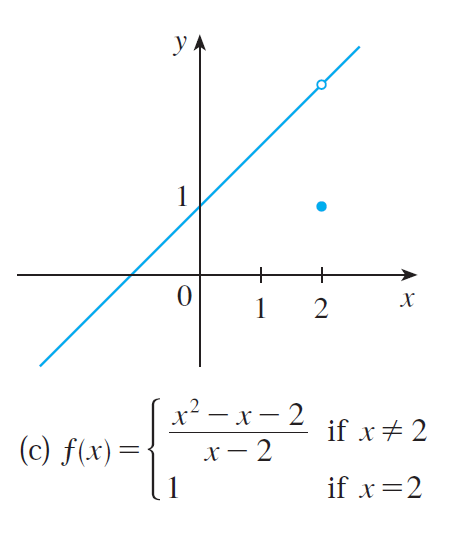 y
1
0
1 2 x
(c) f(x) = { x² – x – 2 / x – 2 if x ≠ 2
1 if x = 2